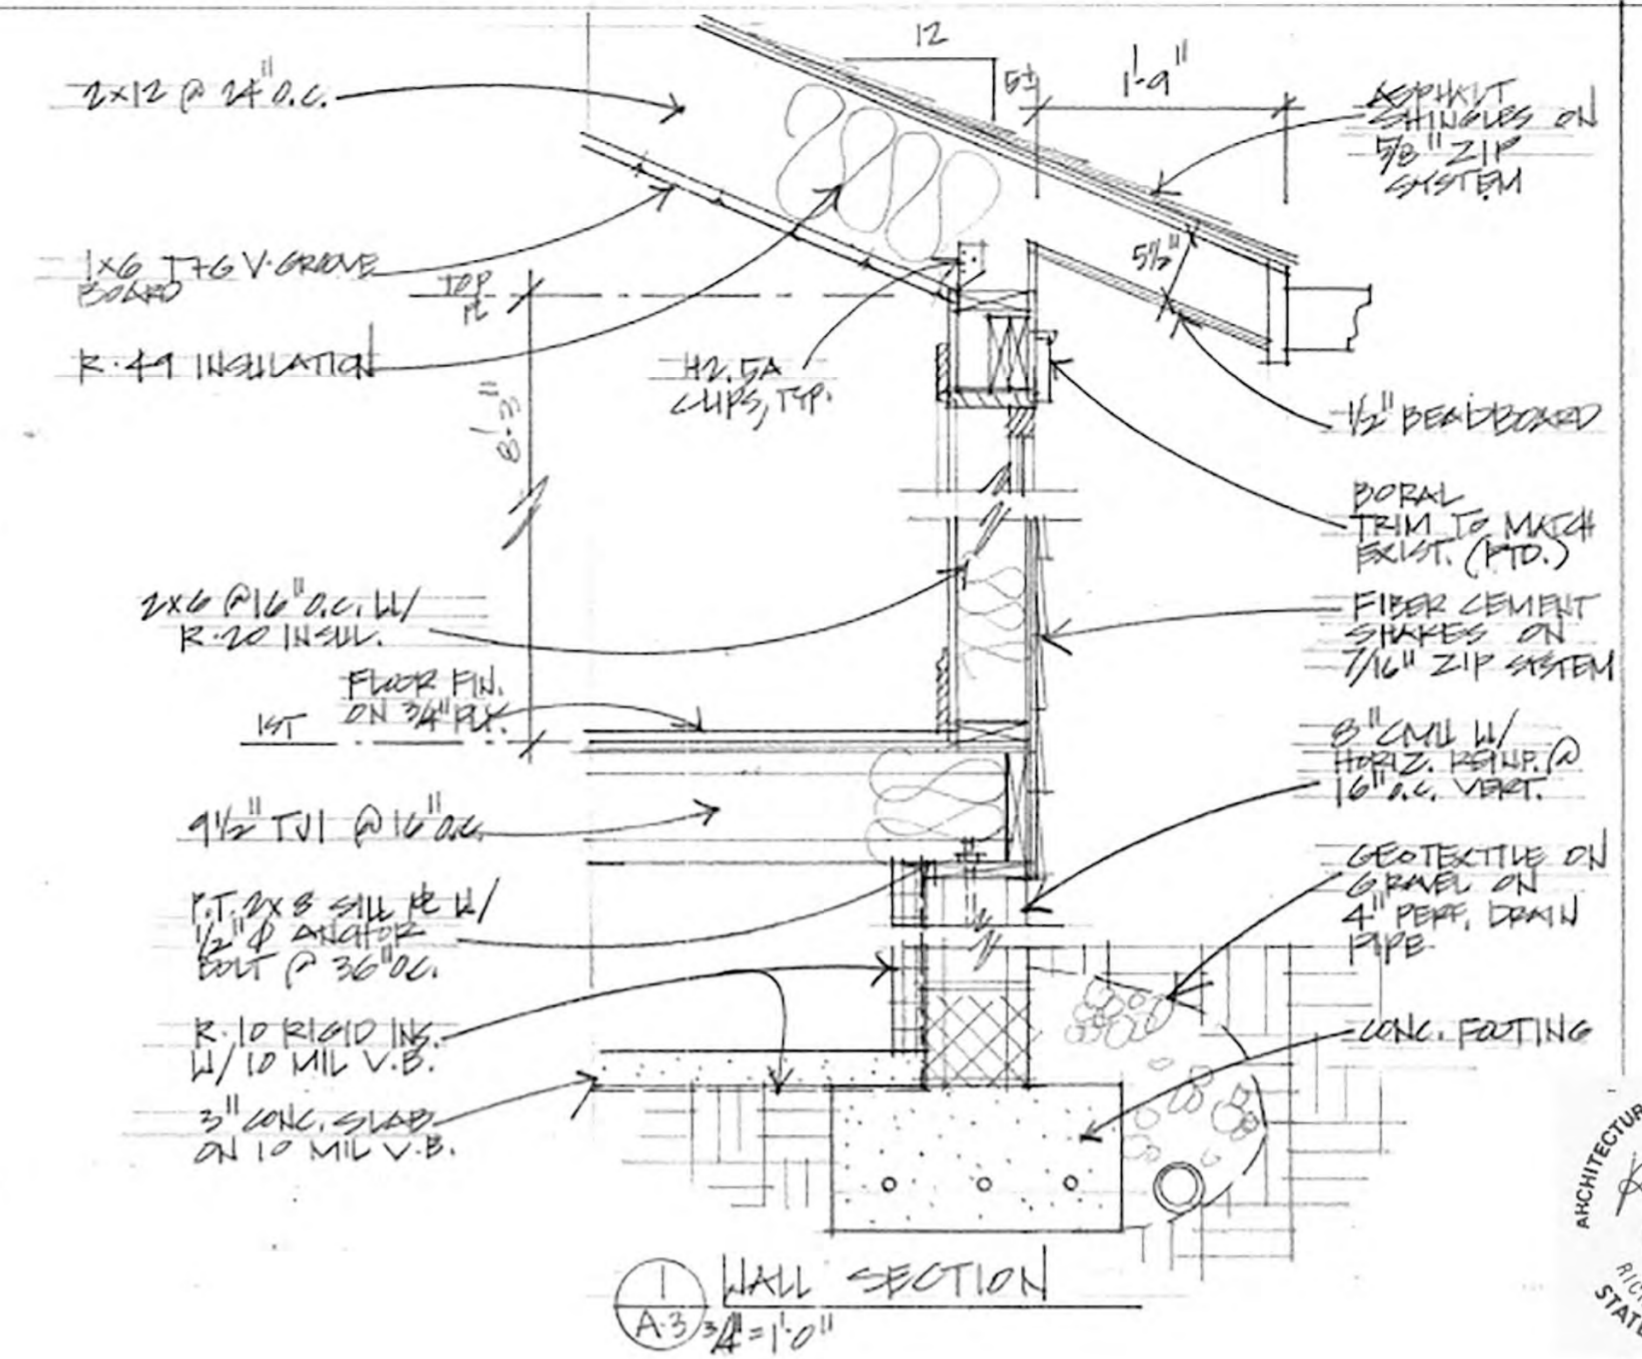 12
5±
1'-9"
2x12 @ 24" O.C.
ASPHALT
SHINGLES ON
5/8" ZIP
SYSTEM
1x6 T+G V-GROOVE
BOARD
TOP
PL
5½"
R-49 INSULATION
H2.5A
CLIPS, TYP.
8'-3"
1/2" BEADBOARD
BORAL
TRIM TO MATCH
EXIST. (PTD.)
2x6 @ 16" O.C. W/
R-20 INSUL.
FIBER CEMENT
SHAKES ON
7/16" ZIP SYSTEM
FLOOR FIN.
ON 3/4" PLY.
1ST
8" CMU W/
HORIZ. REINF. @
16" O.C. VERT.
9½" TJI @ 16" O.C.
GEOTEXTILE ON
GRAVEL ON
4" PERF. DRAIN
PIPE
P.T. 2x8 SILL PL W/
½" Φ ANCHOR
BOLT @ 36" OC.
R-10 RIGID INS.
W/ 10 MIL V.B.
CONC. FOOTING
3" CONC. SLAB
ON 10 MIL V.B.
1
A-3
WALL SECTION
3/4" = 1'-0"
ARCHITECTUR
STATE